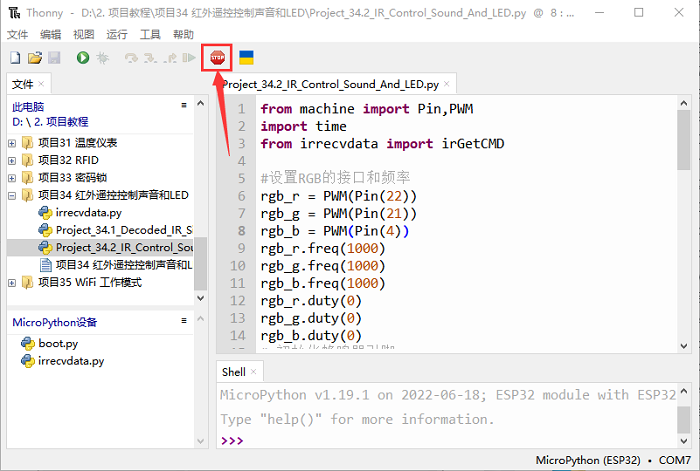 Thonny - D:\2. 项目教程\项目34 红外遥控控制声音和LED\Project_34.2_IR_Control_Sound_And_LED.py @ 8 : ...
文件 编辑 视图 运行 工具 帮助
STOP
文件 ×
此电脑
D: \ 2. 项目教程
项目31 温度仪表
项目32 RFID
项目33 密码锁
项目34 红外遥控控制声音和LED
irrecvdata.py
Project_34.1_Decoded_IR_S
Project_34.2_IR_Control_Sou
项目34 红外遥控控制声音和L
项目35 WiFi 工作模式
MicroPython设备
boot.py
irrecvdata.py
Project_34.2_IR_Control_Sound_And_LED.py ×
1 from machine import Pin,PWM
2 import time
3 from irrecvdata import irGetCMD
4
5 #设置RGB的接口和频率
6 rgb_r = PWM(Pin(22))
7 rgb_g = PWM(Pin(21))
8 rgb_b = PWM(Pin(4))
9 rgb_r.freq(1000)
10 rgb_g.freq(1000)
11 rgb_b.freq(1000)
12 rgb_r.duty(0)
13 rgb_g.duty(0)
14 rgb_b.duty(0)
Shell ×
MicroPython v1.19.1 on 2022-06-18; ESP32 module with ESP32
Type "help()" for more information.
>>>
MicroPython (ESP32) • COM7